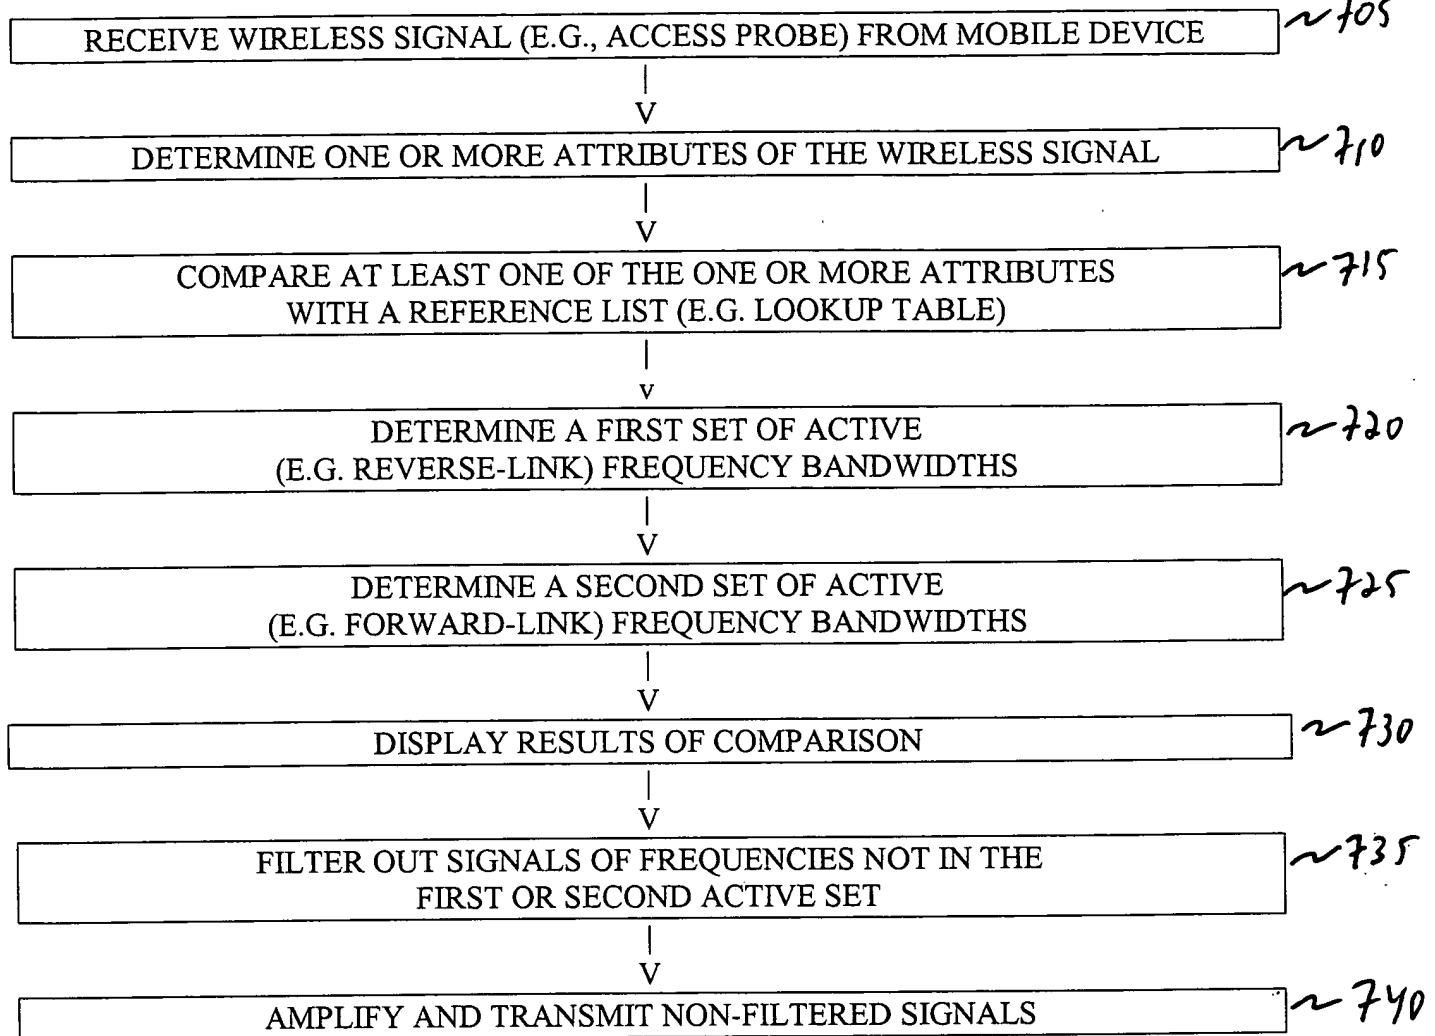 RECEIVE WIRELESS SIGNAL (E.G., ACCESS PROBE) FROM MOBILE DEVICE ~705
V
DETERMINE ONE OR MORE ATTRIBUTES OF THE WIRELESS SIGNAL ~710
V
COMPARE AT LEAST ONE OF THE ONE OR MORE ATTRIBUTES ~715
WITH A REFERENCE LIST (E.G. LOOKUP TABLE)
v
DETERMINE A FIRST SET OF ACTIVE ~720
(E.G. REVERSE-LINK) FREQUENCY BANDWIDTHS
V
DETERMINE A SECOND SET OF ACTIVE ~725
(E.G. FORWARD-LINK) FREQUENCY BANDWIDTHS
V
DISPLAY RESULTS OF COMPARISON ~730
V
FILTER OUT SIGNALS OF FREQUENCIES NOT IN THE ~735
FIRST OR SECOND ACTIVE SET
V
AMPLIFY AND TRANSMIT NON-FILTERED SIGNALS ~740